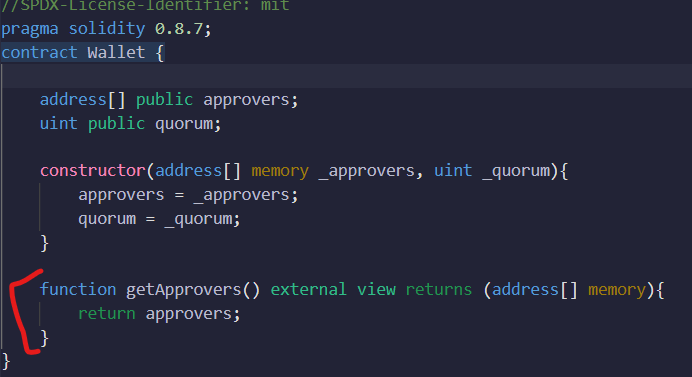 //SPDX-License-Identifier: mit
pragma solidity 0.8.7;
contract Wallet {
address[] public approvers;
uint public quorum;
constructor(address[] memory _approvers, uint _quorum){
approvers = _approvers;
quorum = _quorum;
}
function getApprovers() external view returns (address[] memory){
return approvers;
}
}